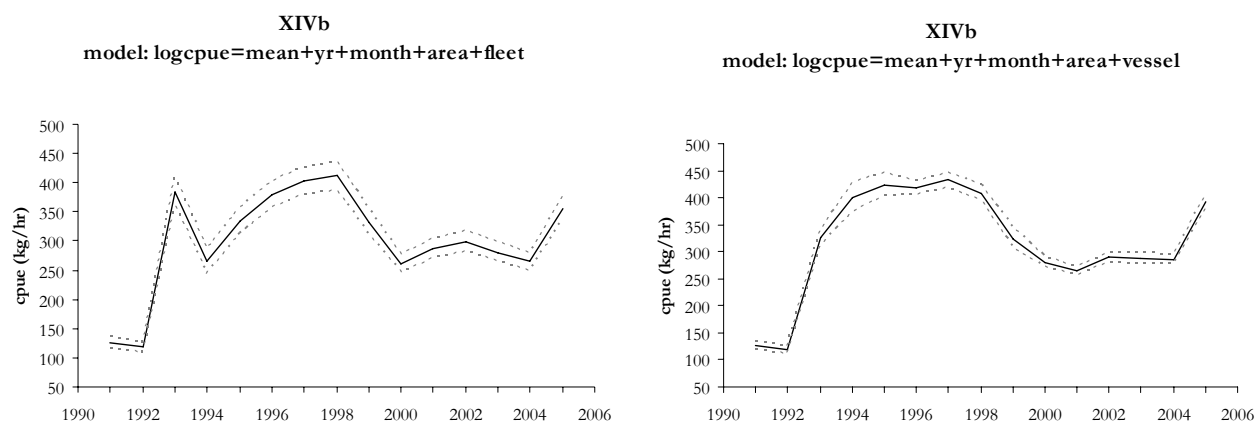 XIVb
model: logcpue=mean+yr+month+area+fleet
500
450
400
350
300
250
200
150
100
50
cpue (kg/hr)
1990 1992 1994 1996 1998 2000 2002 2004 2006
XIVb
model: logcpue=mean+yr+month+area+vessel
500
450
400
350
300
250
200
150
100
50
cpue (kg/hr)
1990 1992 1994 1996 1998 2000 2002 2004 2006